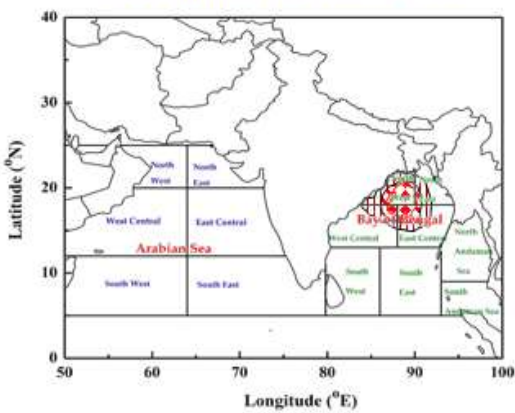 40
30
20
10
0
Latitude (°N)
North
West
North
East
West Central
East Central
Arabian Sea
South West
South East
Bay of Bengal
West Central
East Central
North
Andaman
Sea
South
West
South
East
South
Andaman Sea
50
60
70
80
90
100
Longitude (°E)